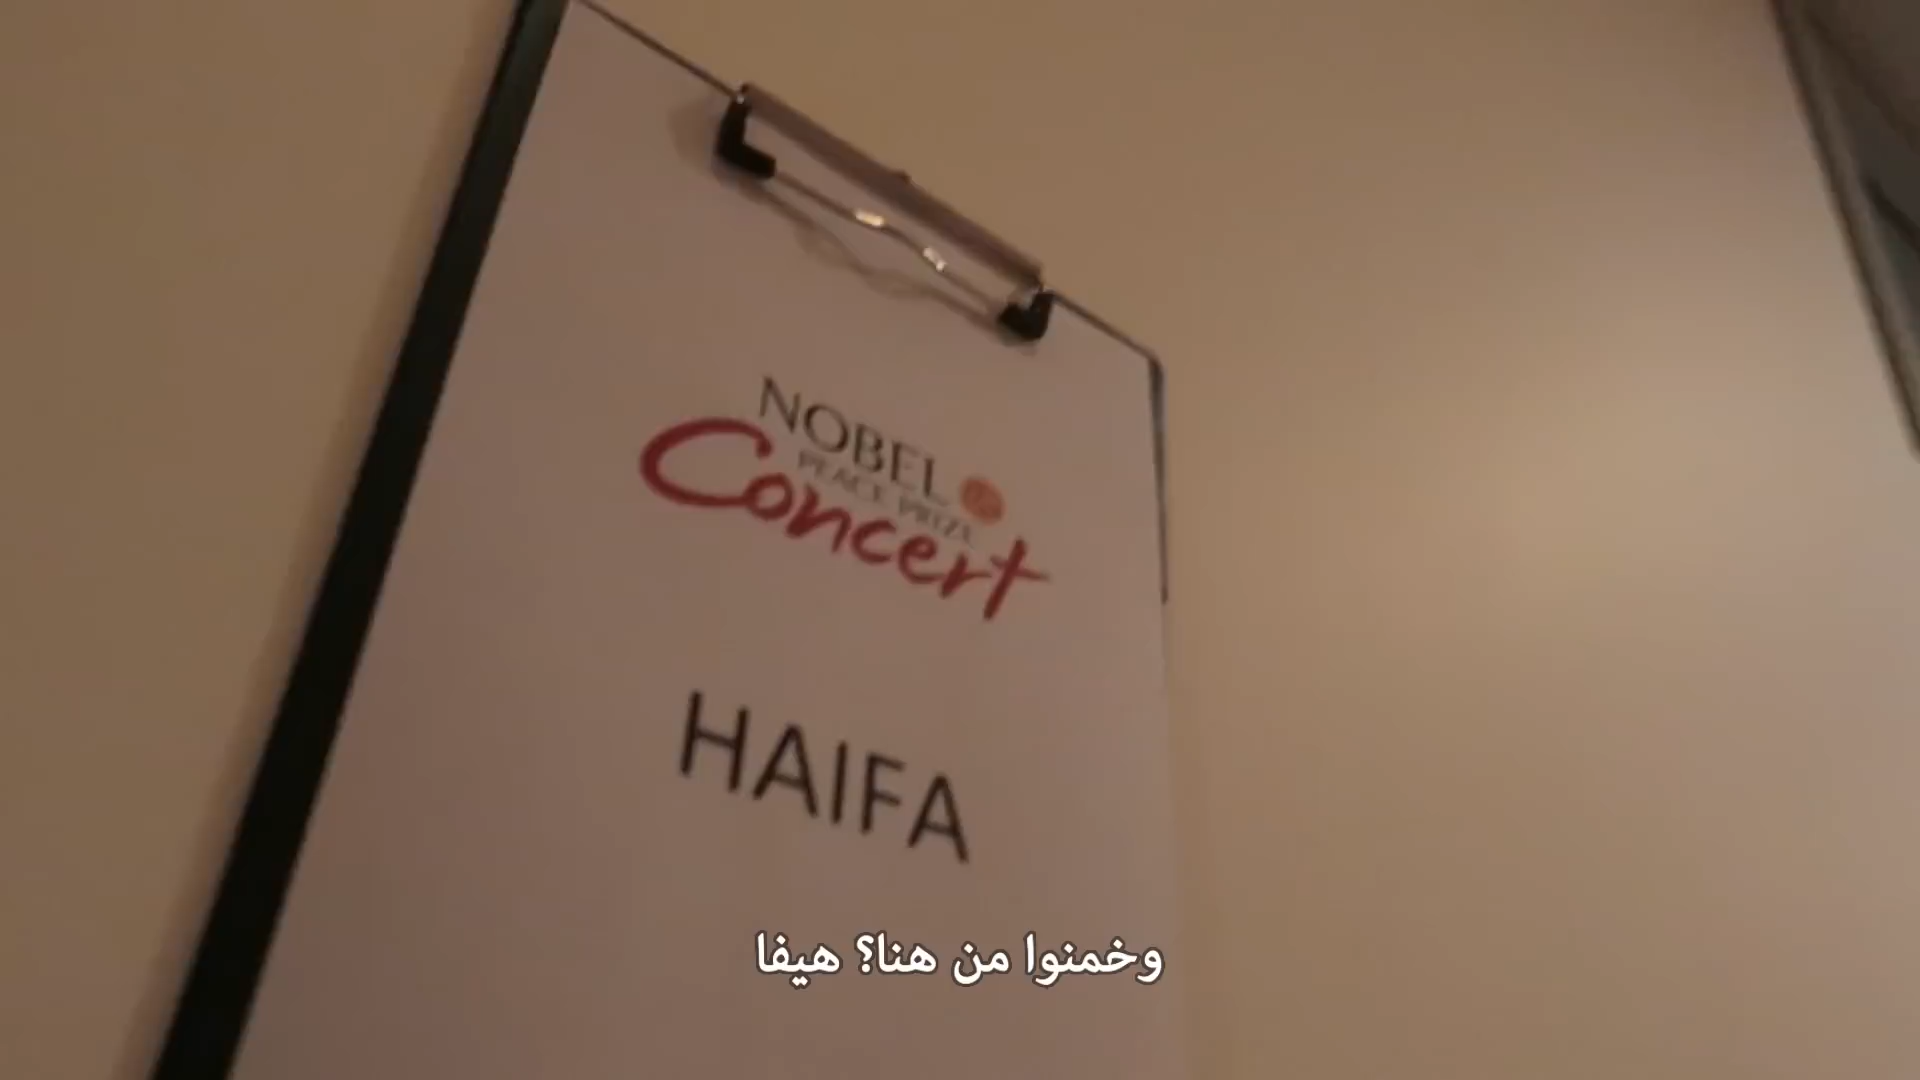 NOBEL
PEACE PRIZE
Concert
HAIFA
وخمنوا من هنا؟ هيفا